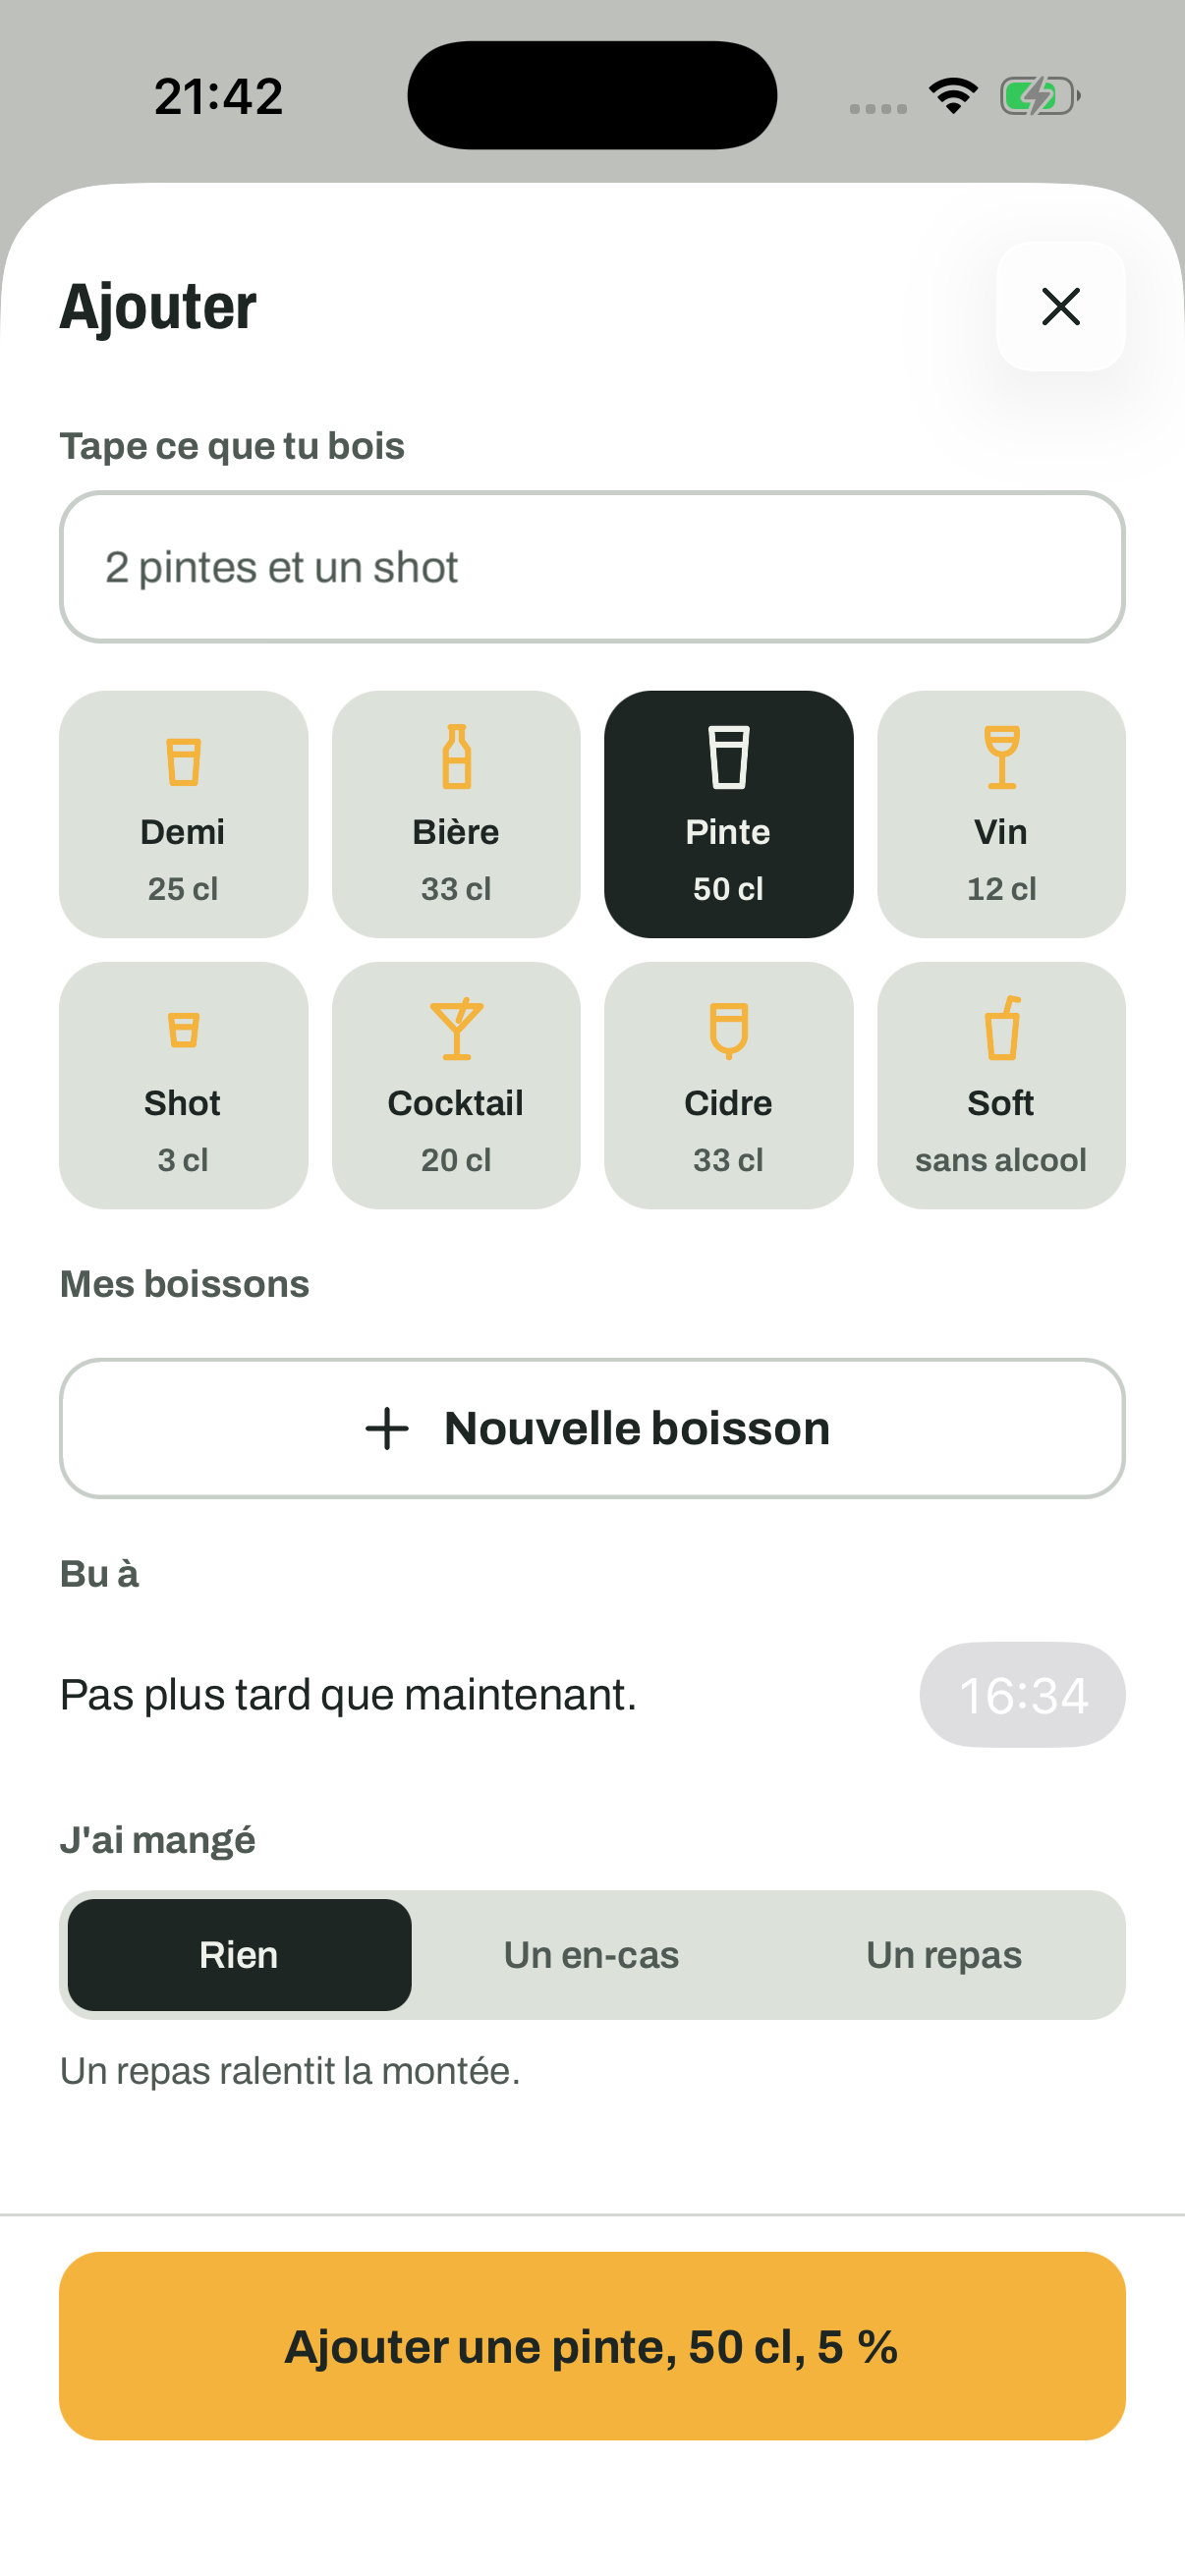 21:42
Ajouter
Tape ce que tu bois
2 pintes et un shot
Demi
25 cl
Bière
33 cl
Pinte
50 cl
Vin
12 cl
Shot
3 cl
Cocktail
20 cl
Cidre
33 cl
Soft
sans alcool
Mes boissons
Nouvelle boisson
Bu à
Pas plus tard que maintenant.
16:34
J'ai mangé
Rien
Un en-cas
Un repas
Un repas ralentit la montée.
Ajouter une pinte, 50 cl, 5 %